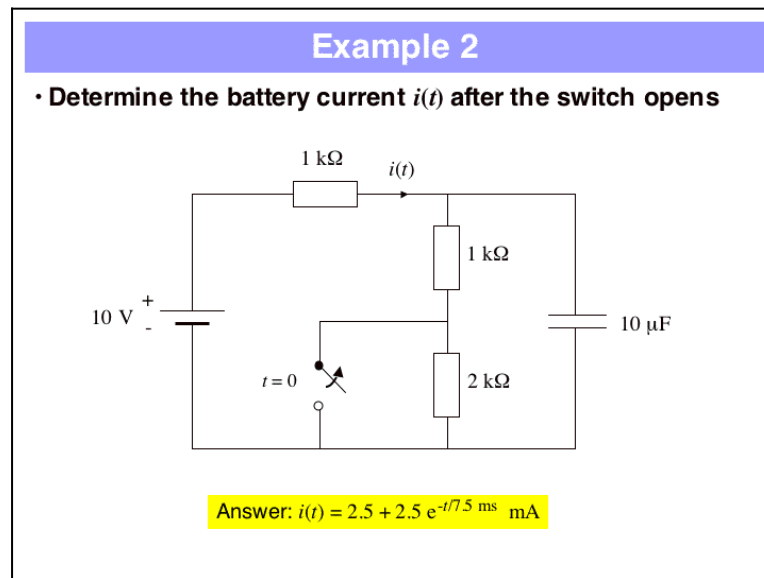 Example 2
• Determine the battery current i(t) after the switch opens
1 kΩ
i(t)
1 kΩ
10 V
+
-
10 μF
t = 0
2 kΩ
Answer: i(t) = 2.5 + 2.5 e^-t/7.5 ms mA